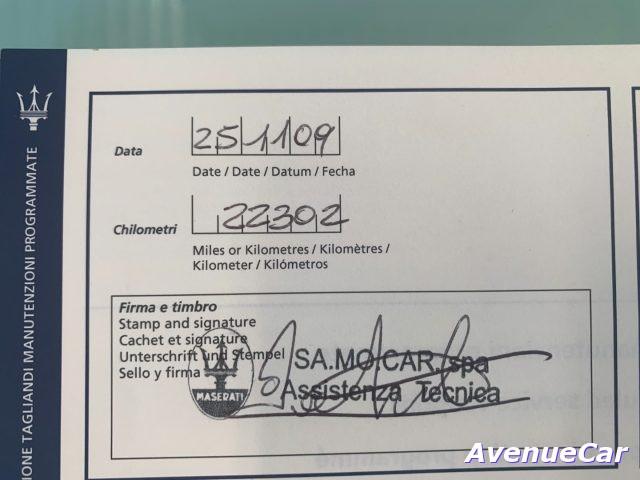 IONE TAGLIANDI MANUTENZIONI PROGRAMMATE
Data
251109
Date / Date / Datum / Fecha
Chilometri
22302
Miles or Kilometres / Kilomètres /
Kilometer / Kilómetros
Firma e timbro
Stamp and signature
Cachet et signature
Unterschrift und Stempel
Sello y firma
MASERATI
SA.MO.CAR. spa
Assistenza Tecnica
AvenueCar